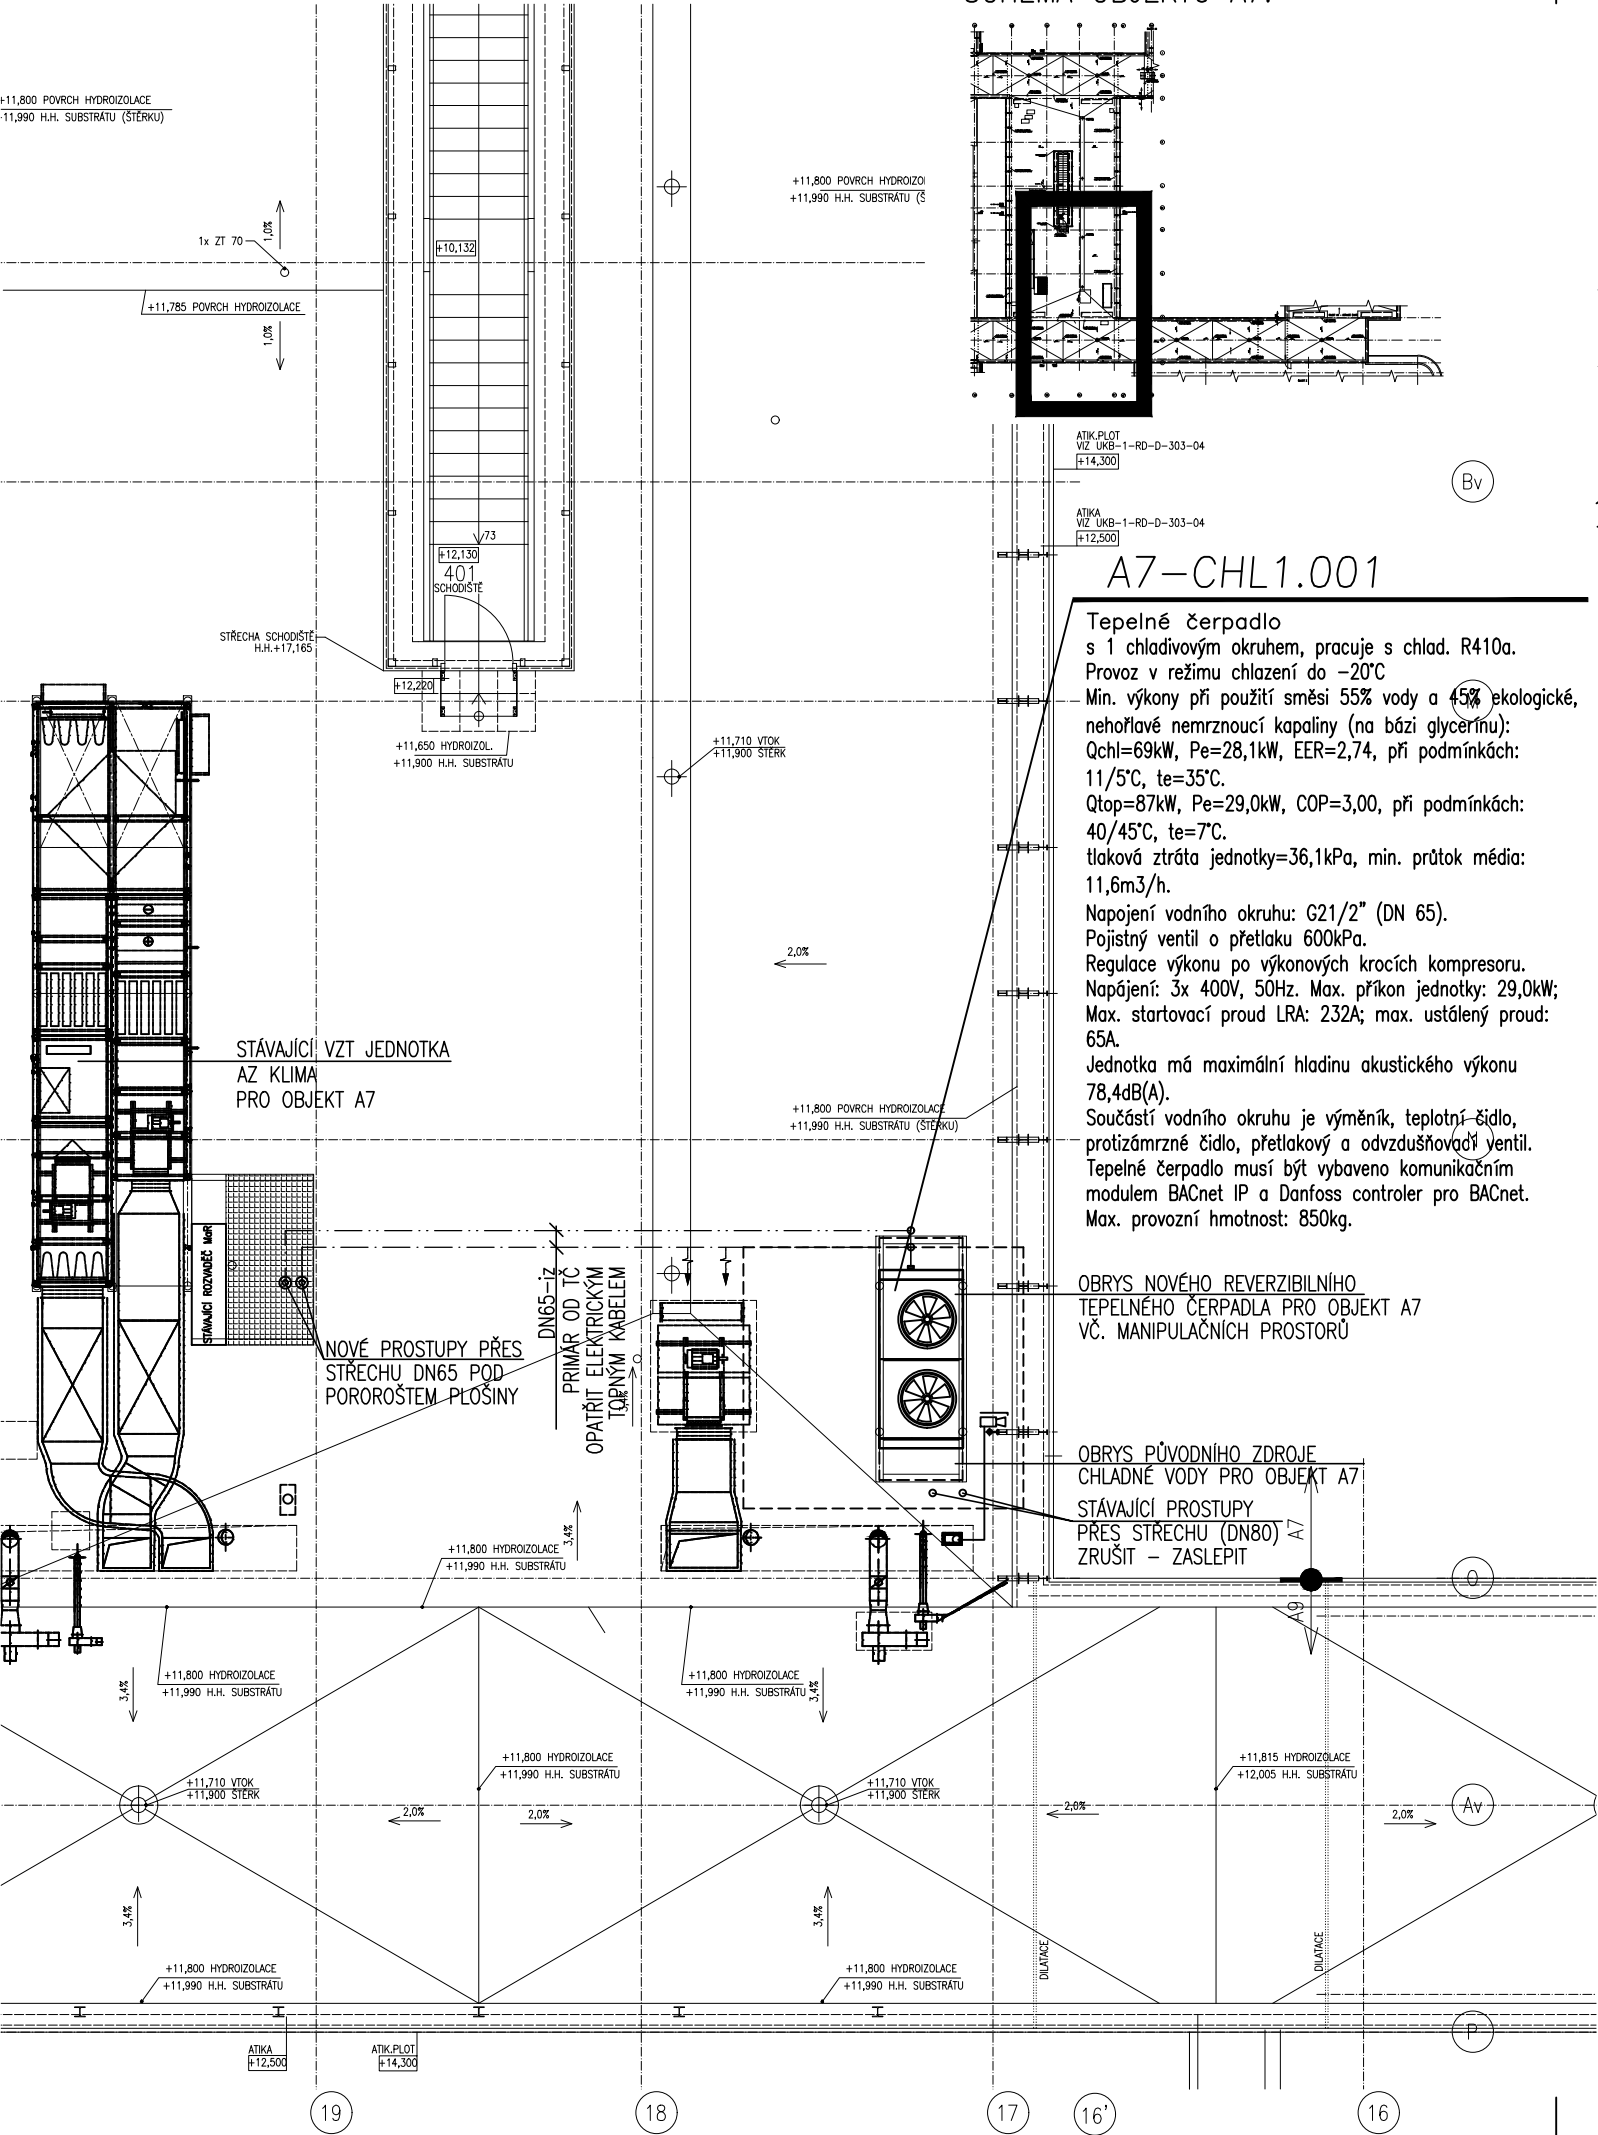 +11,800 POVRCH HYDROIZOLACE
11,990 H.H. SUBSTRÁTU (ŠTĚRKU)
1x ZT 70
1,0%
+11,785 POVRCH HYDROIZOLACE
1,0%
+10,132
73
+12,130
401
SCHODIŠTĚ
STŘECHA SCHODIŠTĚ
H.H.+17,165
+12,220
+11,650 HYDROIZOL.
+11,900 H.H. SUBSTRÁTU
+11,800 POVRCH HYDROIZO
+11,990 H.H. SUBSTRÁTU (Š
+11,710 VTOK
+11,900 ŠTĚRK
2,0%
ATIK.PLOT
VIZ UKB-1-RD-D-303-04
+14,300
Bv
ATIKA
VIZ UKB-1-RD-D-303-04
+12,500
A7-CHL1.001
Tepelné čerpadlo
s 1 chladivovým okruhem, pracuje s chlad. R410a.
Provoz v režimu chlazení do -20°C
Min. výkony při použití směsi 55% vody a 45% ekologické,
nehořlavé nemrznoucí kapaliny (na bázi glycerínu):
Qchl=69kW, Pe=28,1kW, EER=2,74, při podmínkách:
11/5°C, te=35°C.
Qtop=87kW, Pe=29,0kW, COP=3,00, při podmínkách:
40/45°C, te=7°C.
tlaková ztráta jednotky=36,1kPa, min. průtok média:
11,6m3/h.
Napojení vodního okruhu: G21/2" (DN 65).
Pojistný ventil o přetlaku 600kPa.
Regulace výkonu po výkonových krocích kompresoru.
Napájení: 3x 400V, 50Hz. Max. příkon jednotky: 29,0kW;
Max. startovací proud LRA: 232A; max. ustálený proud:
65A.
Jednotka má maximální hladinu akustického výkonu
78,4dB(A).
Součástí vodního okruhu je výměník, teplotní čidlo,
protizámrzné čidlo, přetlakový a odvzdušňovací ventil.
Tepelné čerpadlo musí být vybaveno komunikačním
modulem BACnet IP a Danfoss controler pro BACnet.
Max. provozní hmotnost: 850kg.
STÁVAJÍCÍ VZT JEDNOTKA
AZ KLIMA
PRO OBJEKT A7
+11,800 POVRCH HYDROIZOLACE
+11,990 H.H. SUBSTRÁTU (ŠTĚRKU)
STÁVAJÍCÍ ROZVADĚČ MaR
NOVÉ PROSTUPY PŘES
STŘECHU DN65 POD
POROROŠTEM PLOŠINY
DN65-iz
PRIMÁR OD TČ
OPATŘIT ELEKTRICKÝM
TOPNÝM KABELEM
3,4%
OBRYS NOVÉHO REVERZIBILNÍHO
TEPELNÉHO ČERPADLA PRO OBJEKT A7
VČ. MANIPULAČNÍCH PROSTORŮ
OBRYS PŮVODNÍHO ZDROJE
CHLADNÉ VODY PRO OBJEKT A7
STÁVAJÍCÍ PROSTUPY
PŘES STŘECHU (DN80)
ZRUŠIT - ZASLEPIT
A7
A9
O
+11,800 HYDROIZOLACE
+11,990 H.H. SUBSTRÁTU
3,4%
+11,800 HYDROIZOLACE
+11,990 H.H. SUBSTRÁTU
3,4%
+11,800 HYDROIZOLACE
+11,990 H.H. SUBSTRÁTU
3,4%
+11,800 HYDROIZOLACE
+11,990 H.H. SUBSTRÁTU
+11,815 HYDROIZOLACE
+12,005 H.H. SUBSTRÁTU
+11,710 VTOK
+11,900 ŠTĚRK
+11,710 VTOK
+11,900 ŠTĚRK
2,0%
2,0%
2,0%
2,0%
Av
3,4%
3,4%
+11,800 HYDROIZOLACE
+11,990 H.H. SUBSTRÁTU
+11,800 HYDROIZOLACE
+11,990 H.H. SUBSTRÁTU
DILATACE
DILATACE
P
ATIKA
+12,500
ATIK.PLOT
+14,300
19
18
17
16'
16